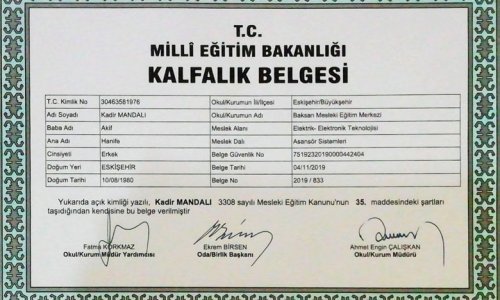 T.C.
MİLLÎ EĞİTİM BAKANLIĞI
KALFALIK BELGESİ
T.C. Kimlik No 30463581976 Okul/Kurumun İl/İlçesi Eskişehir/Büyükşehir
Adı Soyadı Kadir MANDALI Okul/Kurumun Adı Baksan Mesleki Eğitim Merkezi
Baba Adı Akif Meslek Alanı Elektrik- Elektronik Teknolojisi
Ana Adı Hanife Meslek Dalı Asansör Sistemleri
Cinsiyeti Erkek Belge Güvenlik No 75192320190000442404
Doğum Yeri ESKİŞEHİR Belge Tarihi 04/11/2019
Doğum Tarihi 10/08/1980 Belge No 2019 / 833
Yukarıda açık kimliği yazılı, Kadir MANDALI 3308 sayılı Mesleki Eğitim Kanunu'nun 35. maddesindeki şartları
taşıdığından kendisine bu belge verilmiştir
Fatma KORKMAZ Ekrem BİRSEN Ahmet Engin ÇALIŞKAN
Okul/Kurum Müdür Yardımcısı Oda/Birlik Başkanı Okul/Kurum Müdürü